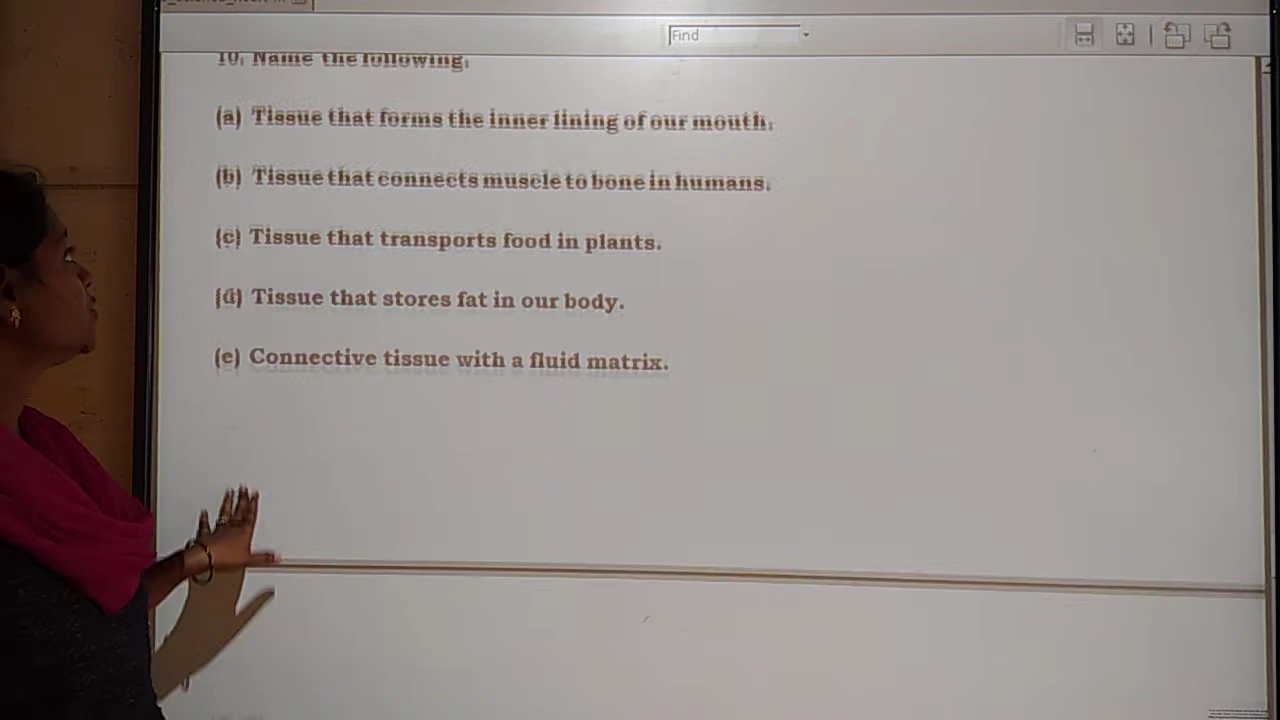 Find
10. Name the following.
(a) Tissue that forms the inner lining of our mouth.
(b) Tissue that connects muscle to bone in humans.
(c) Tissue that transports food in plants.
(d) Tissue that stores fat in our body.
(e) Connective tissue with a fluid matrix.